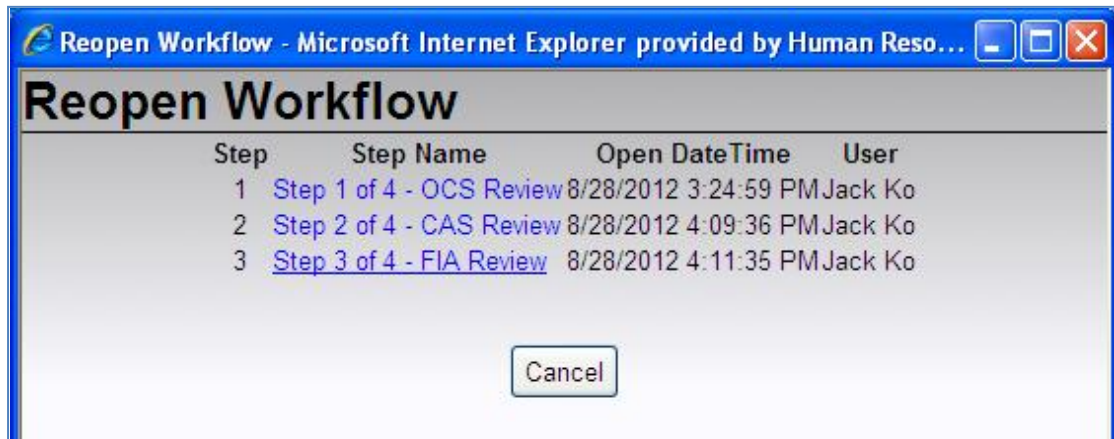 Reopen Workflow - Microsoft Internet Explorer provided by Human Reso...
Reopen Workflow
Step Step Name Open DateTime User
1 Step 1 of 4 - OCS Review 8/28/2012 3:24:59 PM Jack Ko
2 Step 2 of 4 - CAS Review 8/28/2012 4:09:36 PM Jack Ko
3 Step 3 of 4 - FIA Review 8/28/2012 4:11:35 PM Jack Ko
Cancel